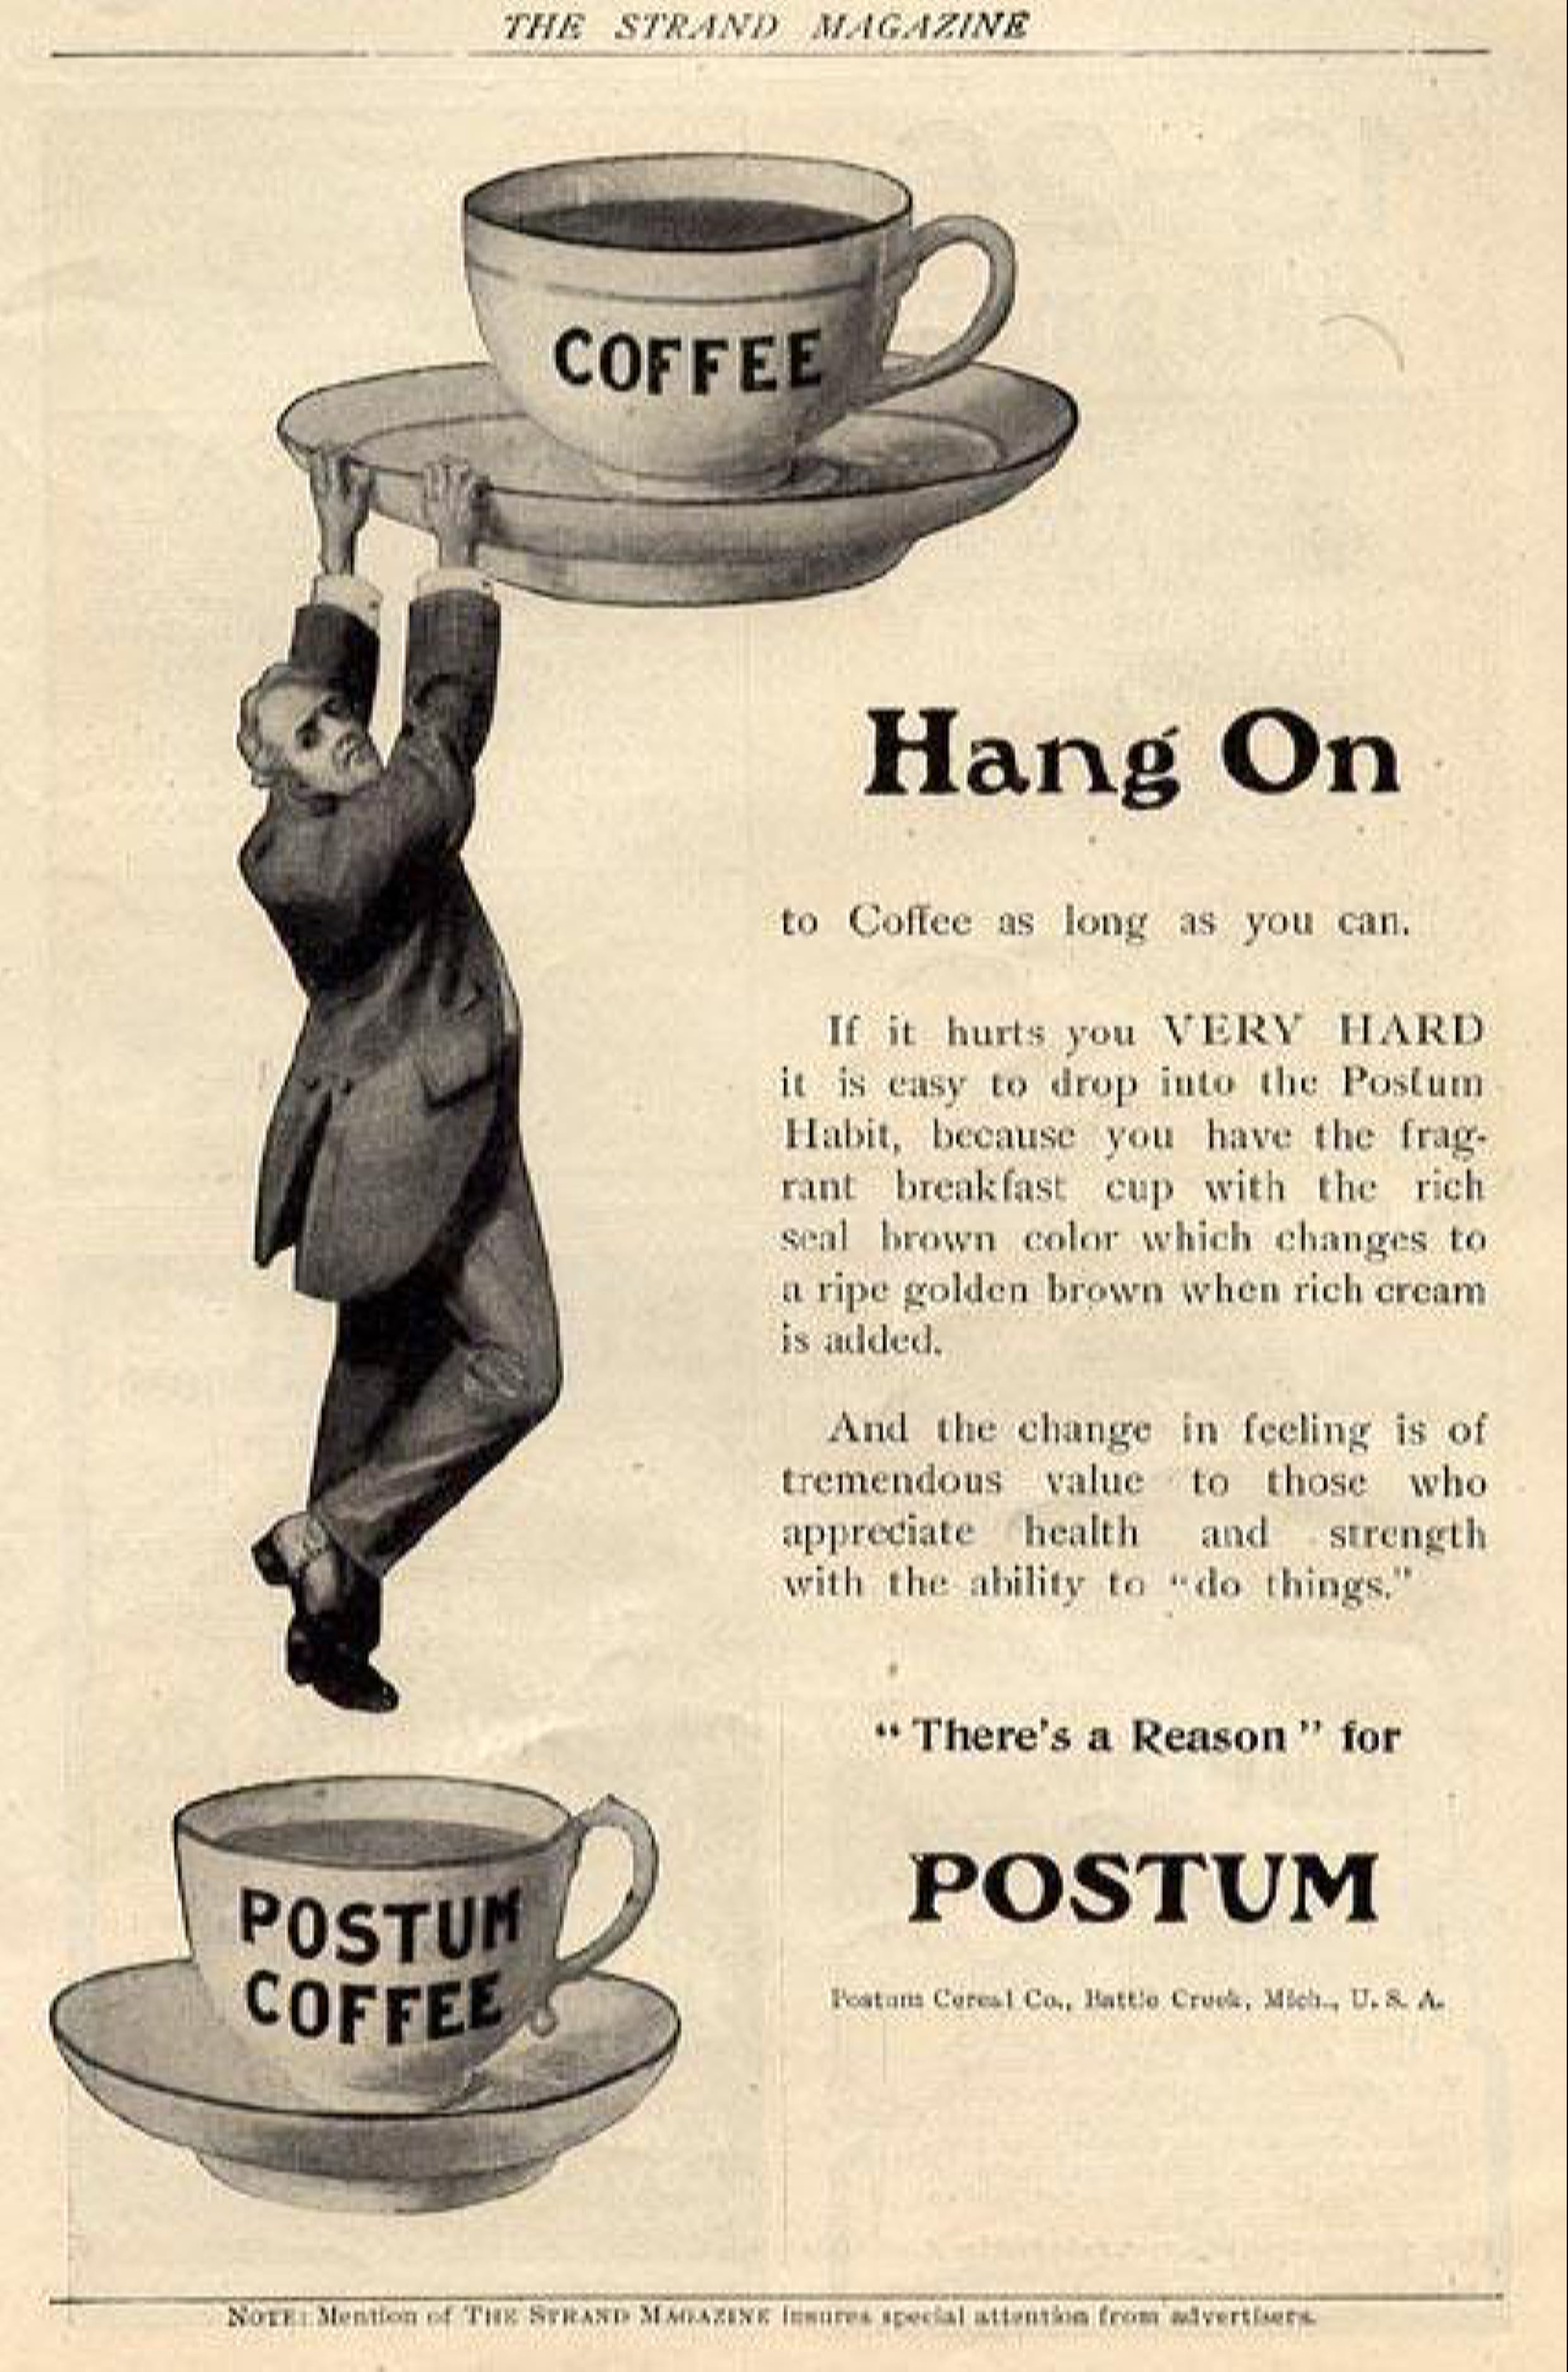 THE STRAND MAGAZINE
COFFEE
Hang On
to Coffee as long as you can.
If it hurts you VERY HARD
it is easy to drop into the Postum
Habit, because you have the frag-
rant breakfast cup with the rich
seal brown color which changes to
a ripe golden brown when rich cream
is added.
And the change in feeling is of
tremendous value to those who
appreciate health and strength
with the ability to “do things.”
“There's a Reason” for
POSTUM
Postum Cereal Co., Battle Creek, Mich., U. S. A.
POSTUM
COFFEE
NOTE: Mention of THE STRAND MAGAZINE insures special attention from advertisers.